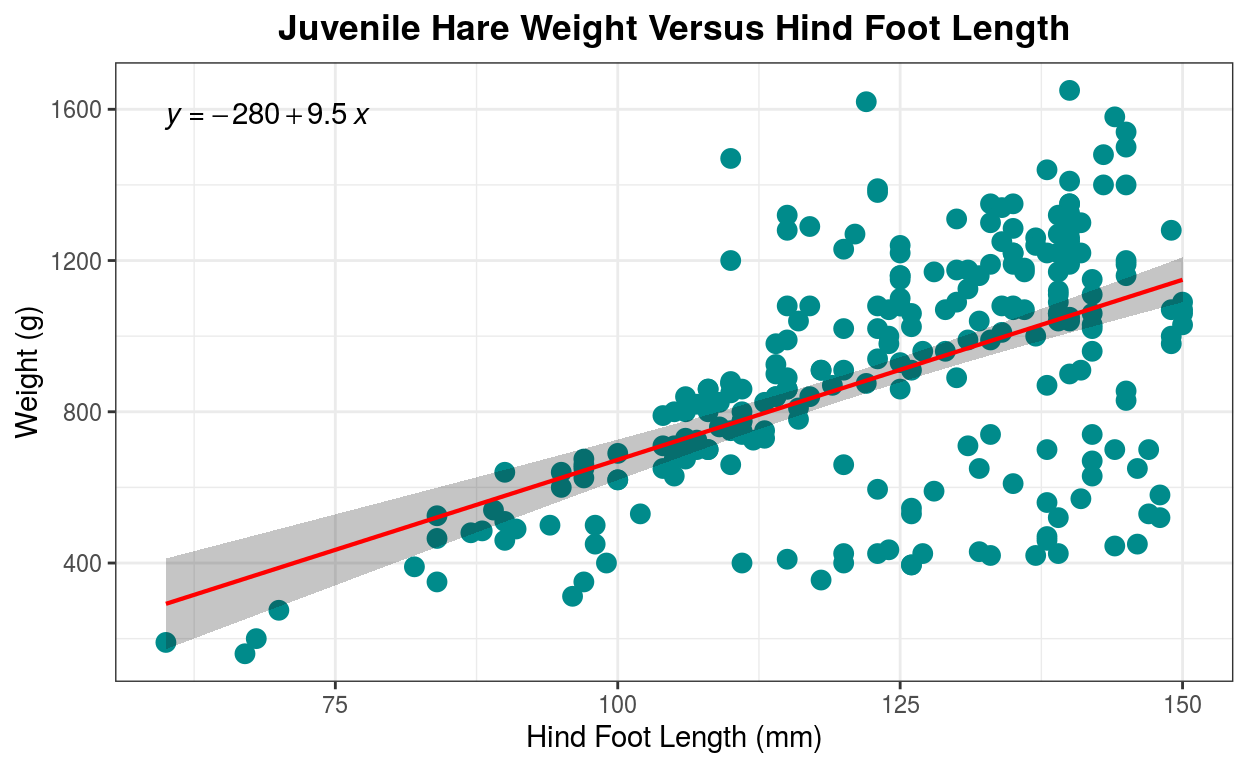 Juvenile Hare Weight Versus Hind Foot Length
y = −280 + 9.5 x
1600
1200
800
400
Weight (g)
75 100 125 150
Hind Foot Length (mm)